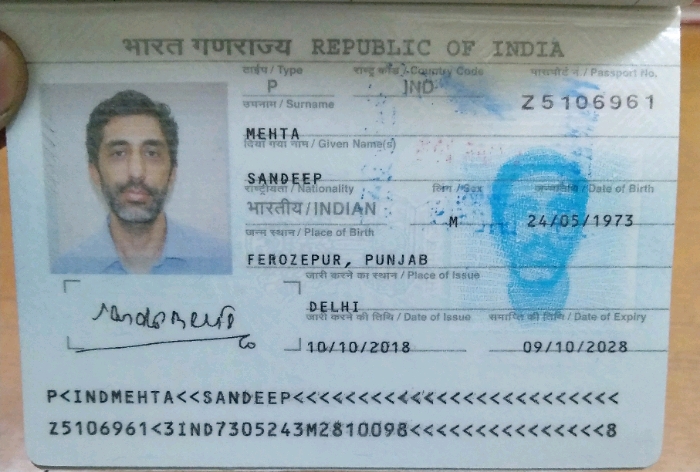 भारत गणराज्य REPUBLIC OF INDIA
टाईप / Type राष्ट्र कोड / Country Code पासपोर्ट नं. / Passport No.
P IND Z5106961
उपनाम / Surname
MEHTA
दिया गया नाम / Given Name(s)
SANDEEP
राष्ट्रीयता / Nationality लिंग / Sex जन्मतिथि / Date of Birth
भारतीय / INDIAN M 24/05/1973
जन्म स्थान / Place of Birth
FEROZEPUR, PUNJAB
जारी करने का स्थान / Place of Issue
DELHI
जारी करने की तिथि / Date of Issue समाप्ति की तिथि / Date of Expiry
10/10/2018 09/10/2028
P<INDMEHTA<<SANDEEP<<<<<<<<<<<<<<<<<<<<<<<<<
Z5106961<3IND7305243M2810098<<<<<<<<<<<<<<<8